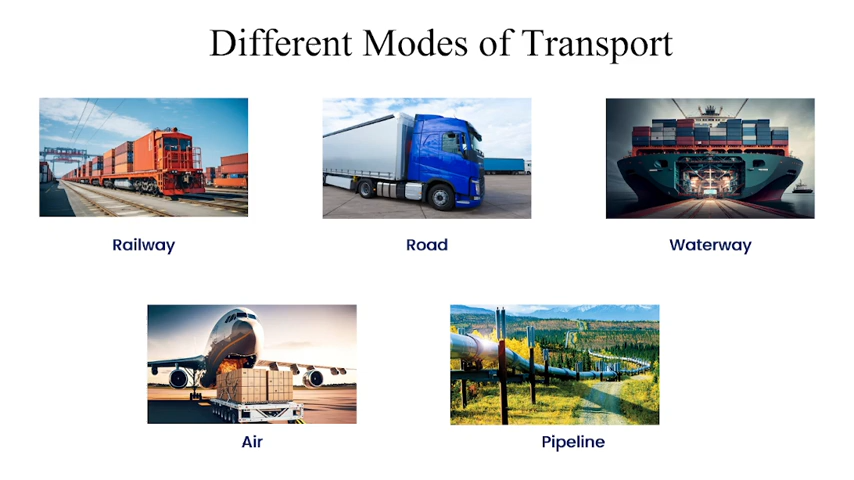 Different Modes of Transport
Railway
Road
Waterway
Air
Pipeline